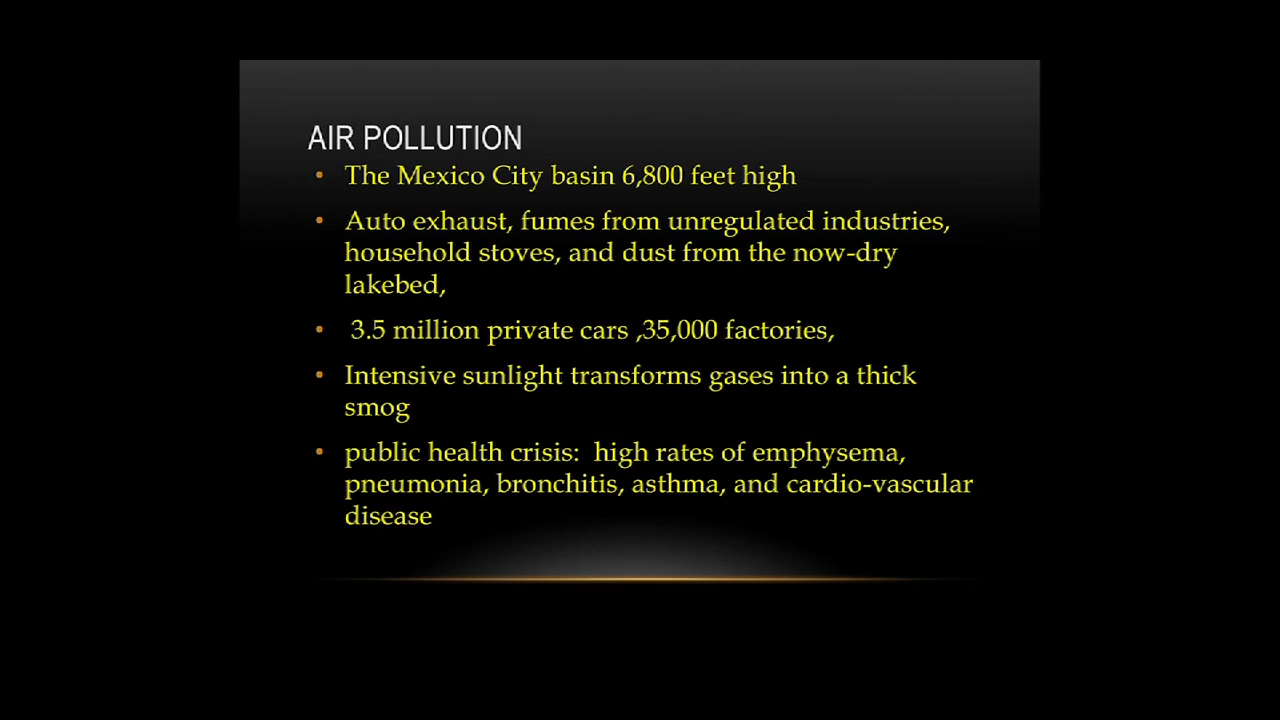 AIR POLLUTION
• The Mexico City basin 6,800 feet high
• Auto exhaust, fumes from unregulated industries,
household stoves, and dust from the now-dry
lakebed,
• 3.5 million private cars ,35,000 factories,
• Intensive sunlight transforms gases into a thick
smog
• public health crisis:  high rates of emphysema,
pneumonia, bronchitis, asthma, and cardio-vascular
disease